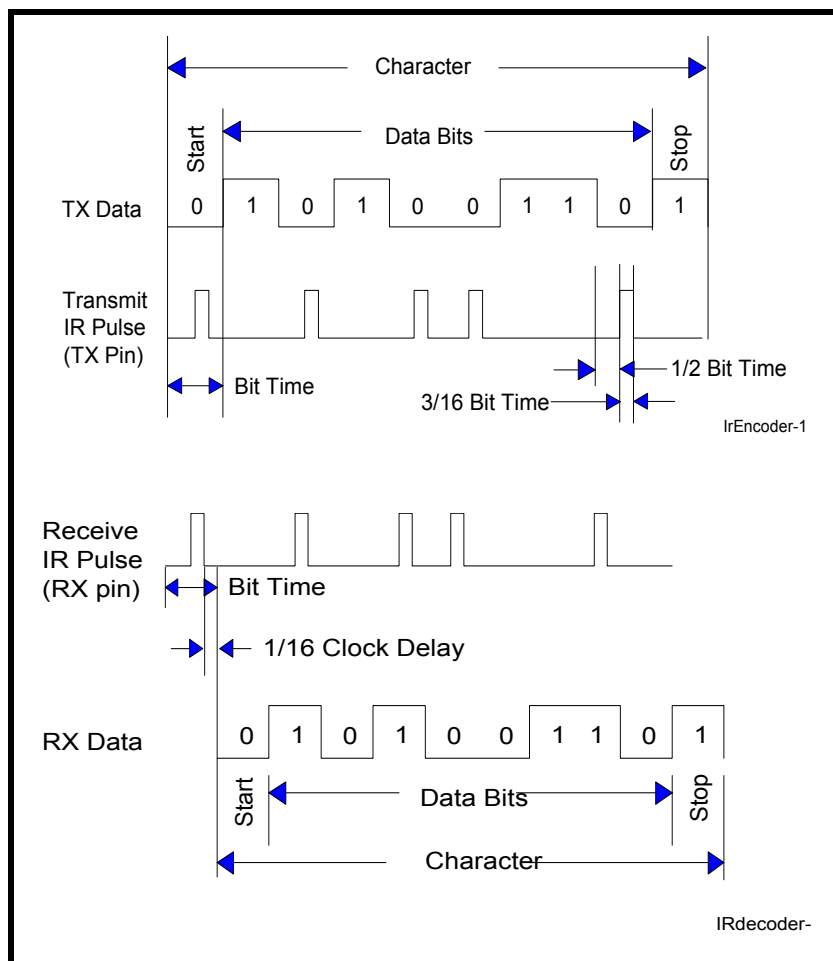 Character
Start
Data Bits
Stop
TX Data
0 1 0 1 0 0 1 1 0 1
Transmit
IR Pulse
(TX Pin)
Bit Time
1/2 Bit Time
3/16 Bit Time
IrEncoder-1
Receive
IR Pulse
(RX pin)
Bit Time
1/16 Clock Delay
RX Data
0 1 0 1 0 0 1 1 0 1
Start
Data Bits
Stop
Character
IRdecoder-